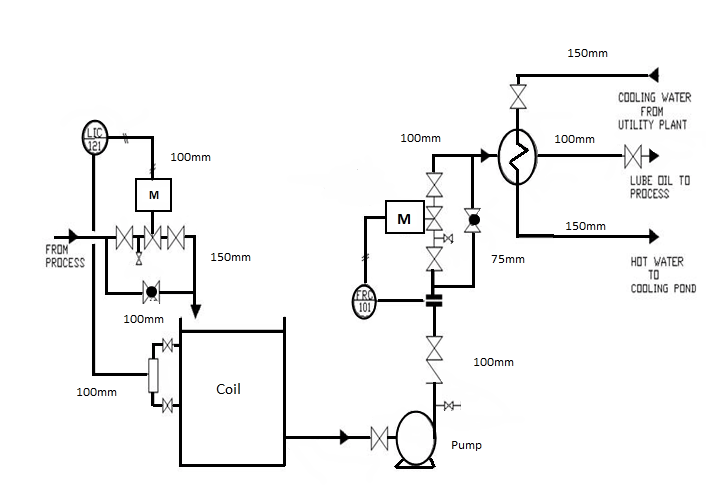 150mm
COOLING WATER
FROM
UTILITY PLANT
LIC
121
100mm
M
100mm
100mm
LUBE OIL TO
PROCESS
M
FROM
PROCESS
150mm
150mm
75mm
HOT WATER
TO
COOLING POND
FRC
101
100mm
100mm
100mm
Coil
Pump